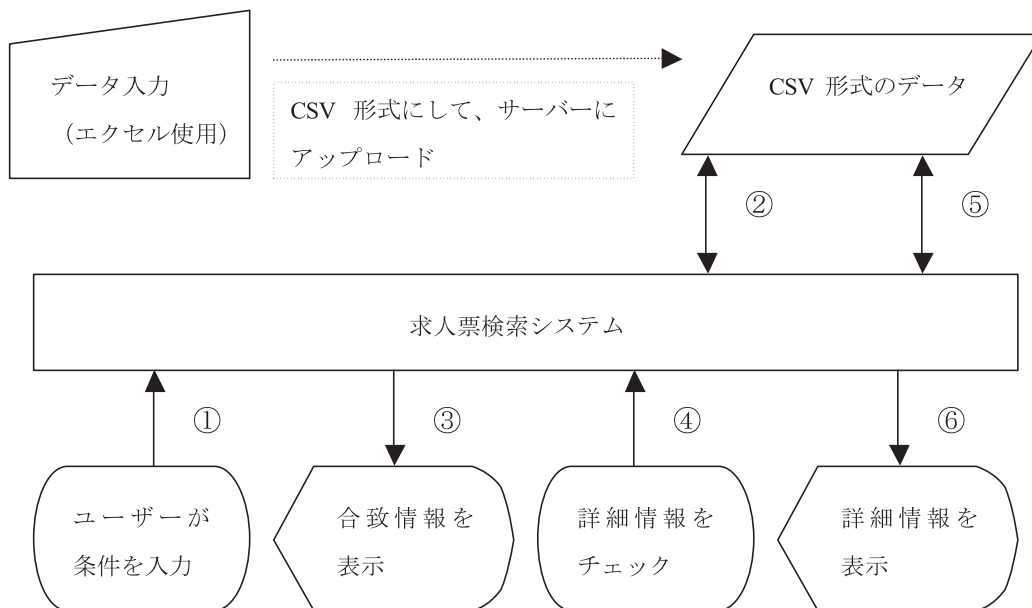 データ入力
（エクセル使用）
CSV 形式にして、サーバーに
アップロード
CSV 形式のデータ
②
⑤
求人票検索システム
①
③
④
⑥
ユーザーが
条件を入力
合致情報を
表示
詳細情報を
チェック
詳細情報を
表示